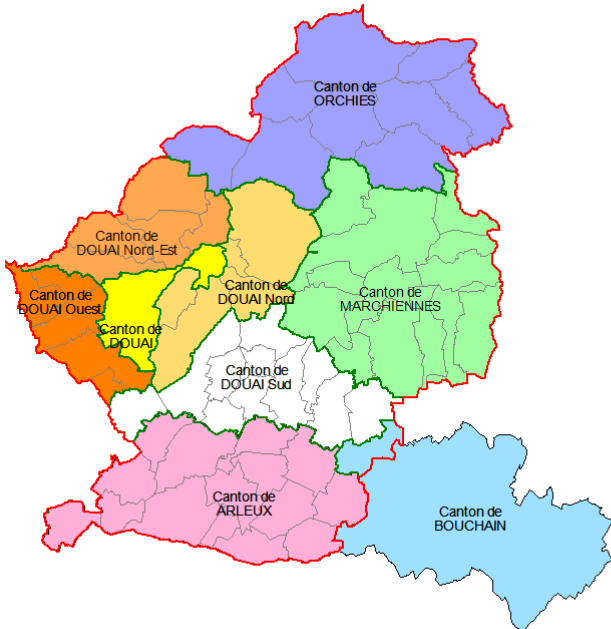 Canton de
ORCHIES
Canton de
DOUAI Nord-Est
Canton de
DOUAI Nord
Canton de
DOUAI Ouest
Canton de
MARCHIENNES
Canton de
DOUAI
Canton de
DOUAI Sud
Canton de
ARLEUX
Canton de
BOUCHAIN